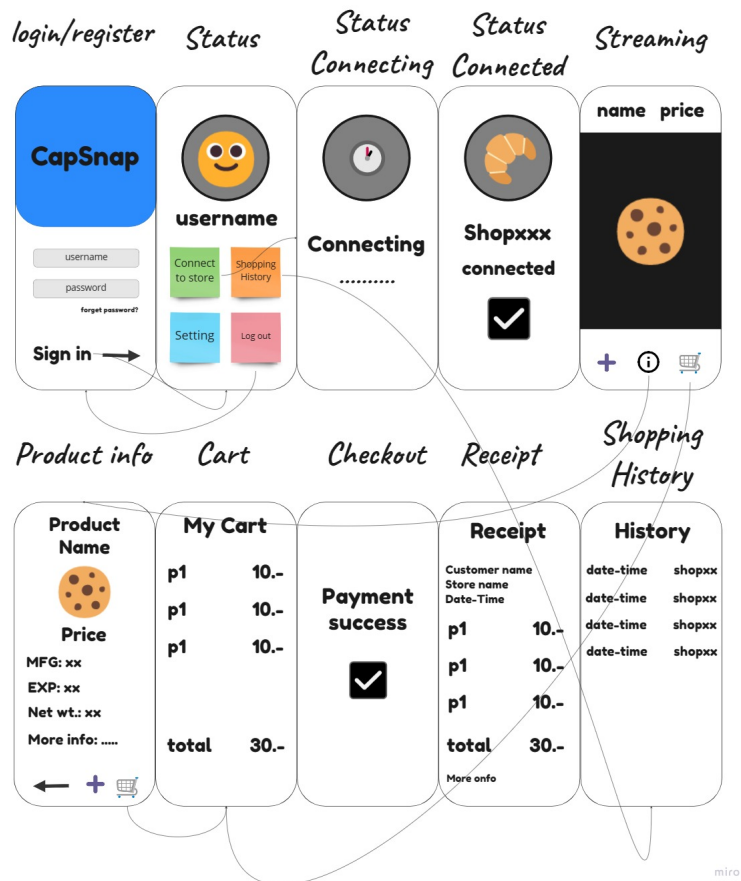 login/register
Status
Status
Connecting
Status
Connected
Streaming
CapSnap
username
password
forget password?
Sign in
username
Connect
to store
Shopping
History
Setting
Log out
Connecting
..........
Shopxxx
connected
name price
Product info
Cart
Checkout
Receipt
Shopping
History
Product
Name
Price
MFG: xx
EXP: xx
Net wt.: xx
More info: .....
My Cart
p1 10.-
p1 10.-
p1 10.-
total 30.-
Payment
success
Receipt
Customer name
Store name
Date-Time
p1 10.-
p1 10.-
p1 10.-
total 30.-
More onfo
History
date-time shopxx
date-time shopxx
date-time shopxx
date-time shopxx
miro